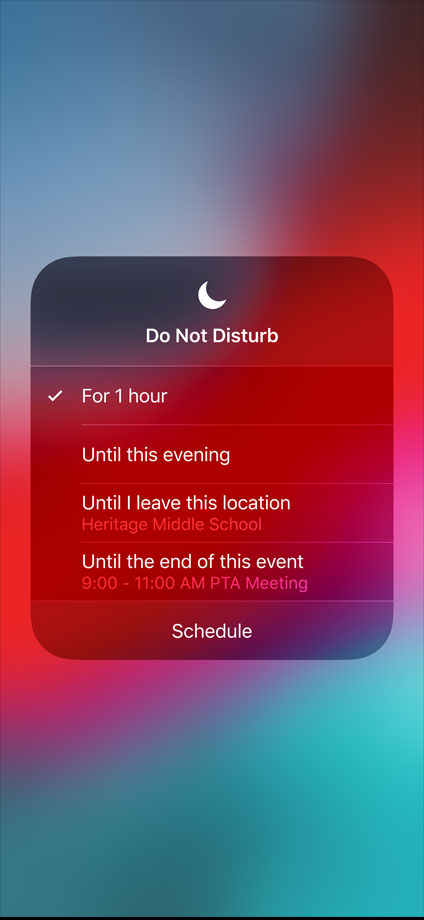 Do Not Disturb
For 1 hour
Until this evening
Until I leave this location
Heritage Middle School
Until the end of this event
9:00 - 11:00 AM PTA Meeting
Schedule